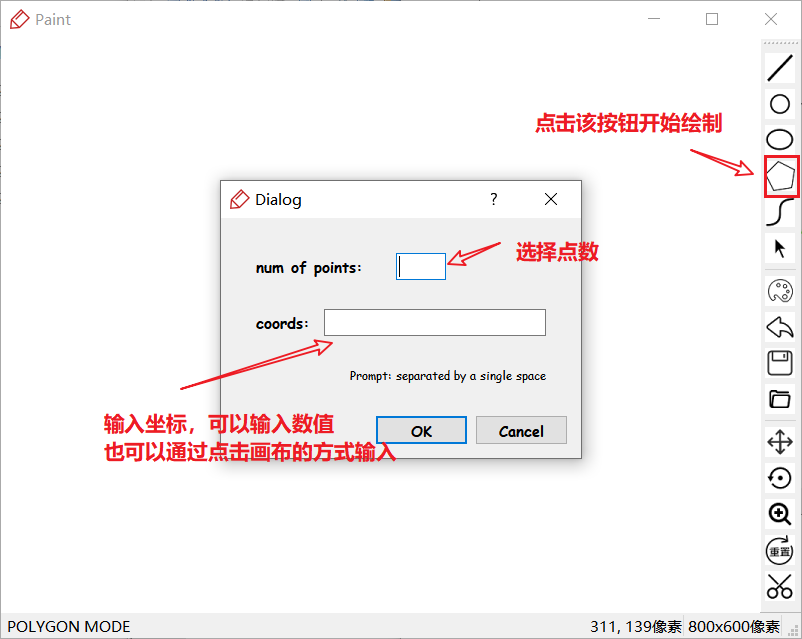 Paint
点击该按钮开始绘制
Dialog
?
num of points:
选择点数
coords:
Prompt: separated by a single space
输入坐标，可以输入数值
也可以通过点击画布的方式输入
OK
Cancel
重置
POLYGON MODE
311, 139像素
800x600像素